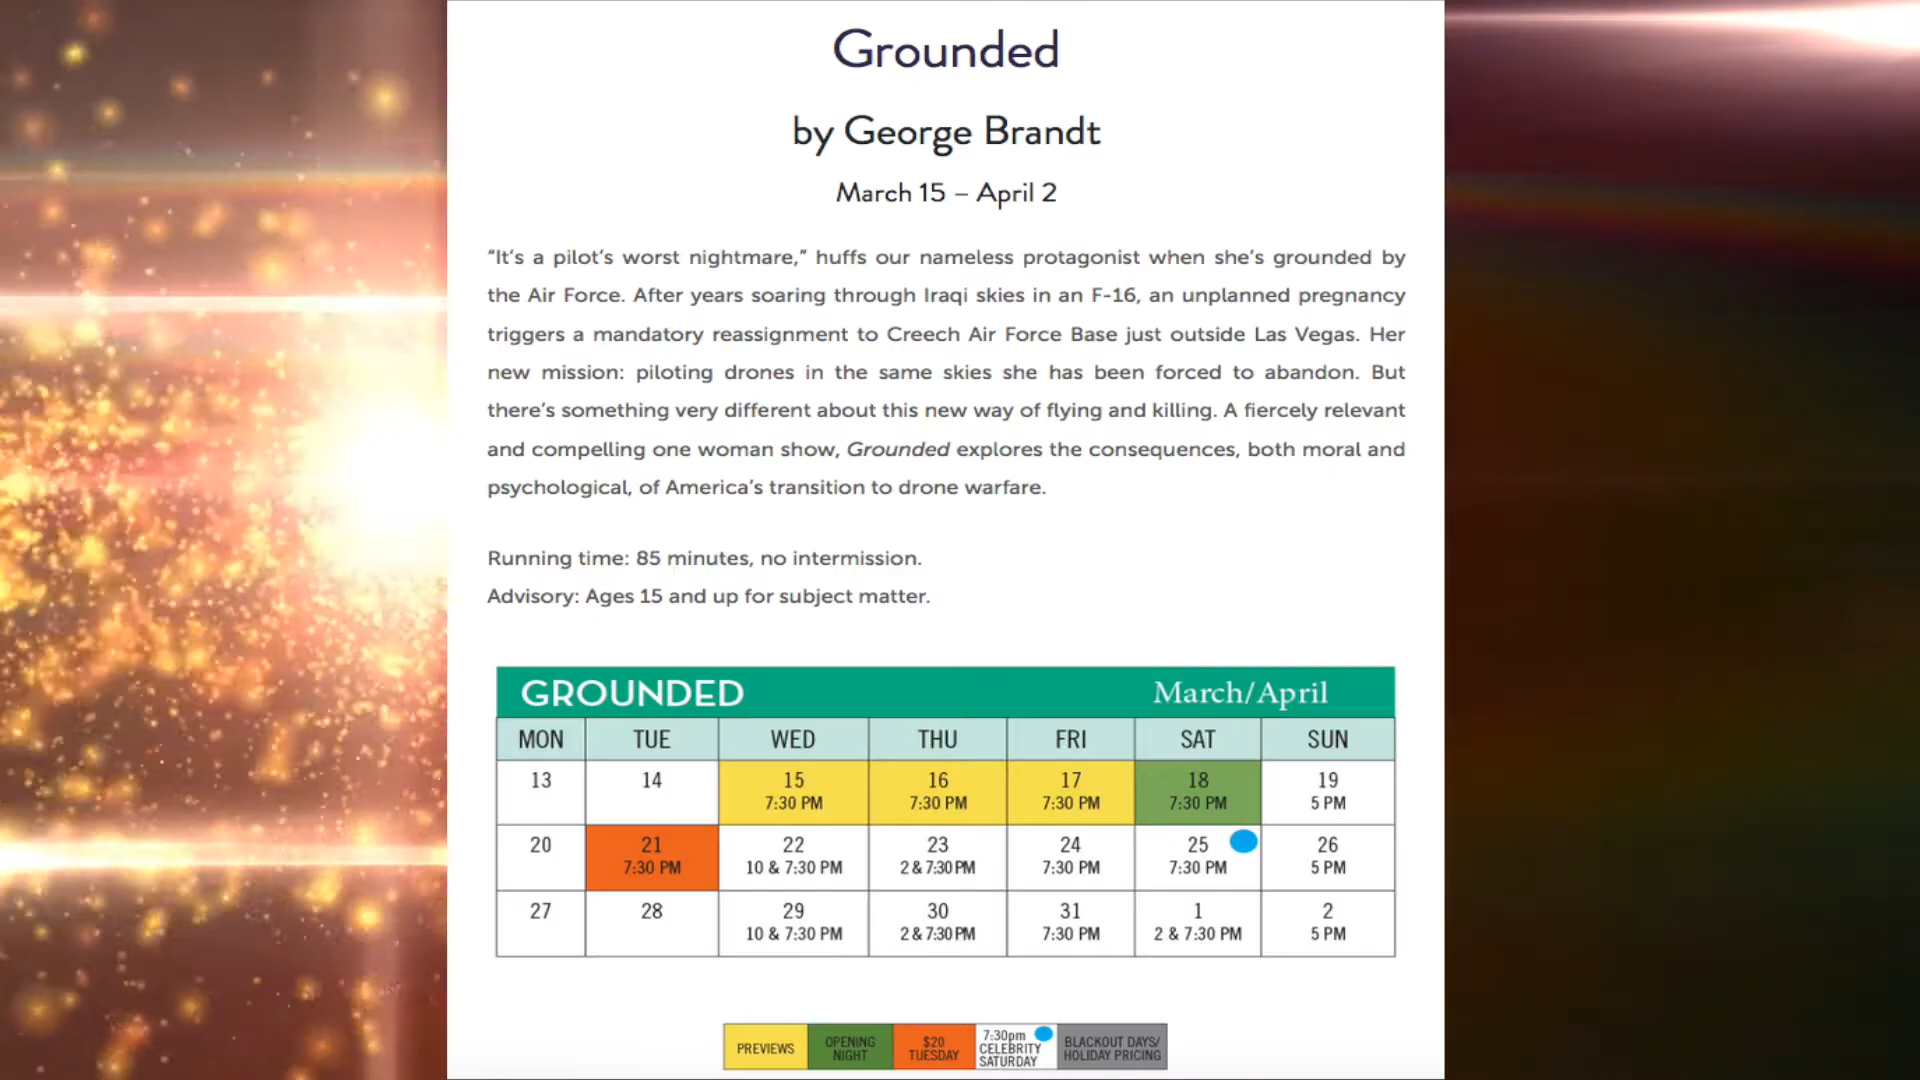 Grounded
by George Brandt
March 15 – April 2
“It’s a pilot’s worst nightmare,” huffs our nameless protagonist when she’s grounded by
the Air Force. After years soaring through Iraqi skies in an F-16, an unplanned pregnancy
triggers a mandatory reassignment to Creech Air Force Base just outside Las Vegas. Her
new mission: piloting drones in the same skies she has been forced to abandon. But
there’s something very different about this new way of flying and killing. A fiercely relevant
and compelling one woman show, Grounded explores the consequences, both moral and
psychological, of America’s transition to drone warfare.
Running time: 85 minutes, no intermission.
Advisory: Ages 15 and up for subject matter.
GROUNDED March/April
MON TUE WED THU FRI SAT SUN
13 14 15 16 17 18 19
7:30 PM 7:30 PM 7:30 PM 7:30 PM 5 PM
20 21 22 23 24 25 26
7:30 PM 10 & 7:30 PM 2 & 7:30 PM 7:30 PM 7:30 PM 5 PM
27 28 29 30 31 1 2
10 & 7:30 PM 2 & 7:30 PM 7:30 PM 2 & 7:30 PM 5 PM
PREVIEWS
OPENING
NIGHT
$20
TUESDAY
7:30pm
CELEBRITY
SATURDAY
BLACKOUT DAYS/
HOLIDAY PRICING